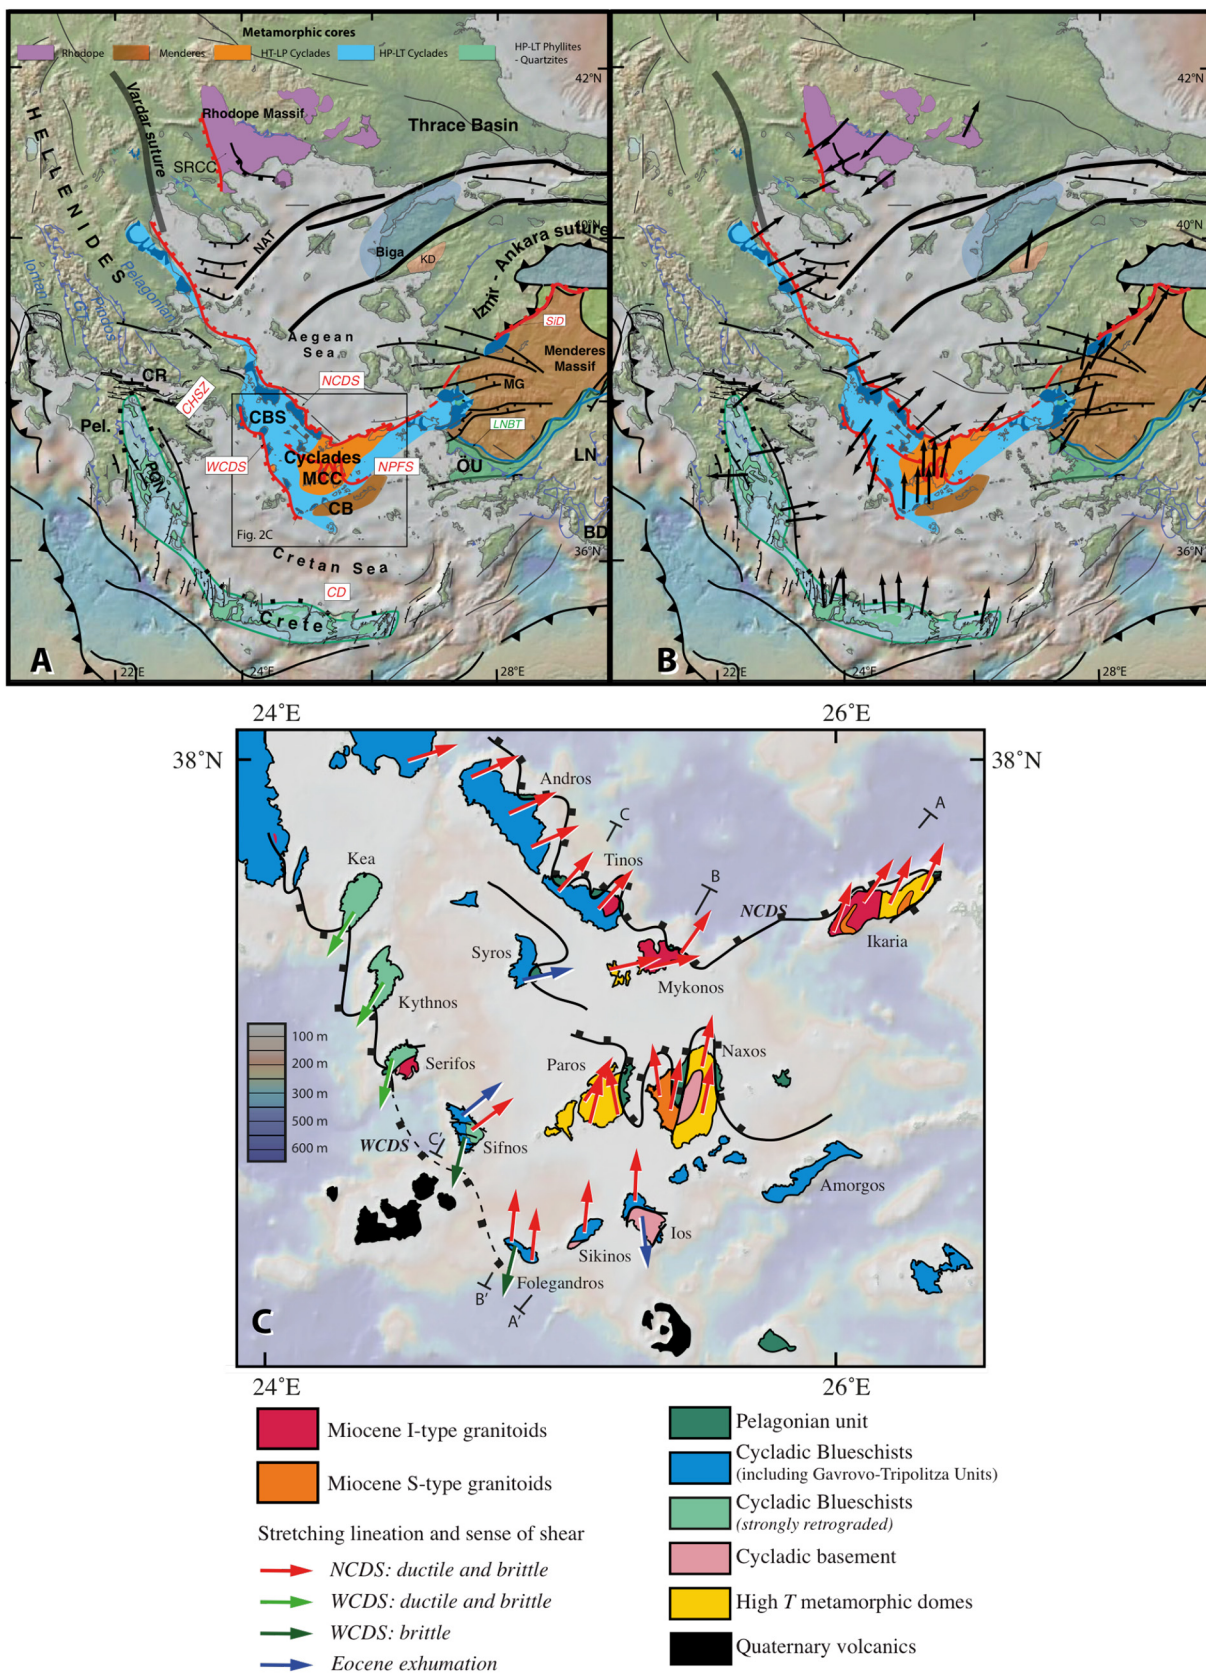 Metamorphic cores
Rhodope
Menderes
HT-LP Cyclades
HP-LT Cyclades
HP-LT Phyllites
- Quartzites
42°N
HELLENIDES
Vardar suture
Rhodope Massif
Thrace Basin
SRCC
NAT
40°N
Biga
KD
Izmir - Ankara suture
Ionian
GT
Pindos
Pelagonian
Aegean
Sea
SiD
Menderes
Massif
CR
CHSZ
NCDS
MG
Pel.
CBS
LNBT
PQN
WCDS
Cyclades
MCC
NPFS
ÖU
LN
CB
Fig. 2C
BD
36°N
Cretan Sea
CD
Crete
A
22°E
24°E
28°E
42°N
40°N
36°N
B
22°E
24°E
28°E
24°E
26°E
38°N
38°N
Andros
A
C
Tinos
Kea
B
NCDS
Ikaria
Syros
Mykonos
Kythnos
100 m
200 m
300 m
500 m
600 m
Serifos
Paros
Naxos
WCDS
C'
Sifnos
Amorgos
Ios
Sikinos
Folegandros
B'
A'
C
24°E
26°E
Miocene I-type granitoids
Miocene S-type granitoids
Stretching lineation and sense of shear
NCDS: ductile and brittle
WCDS: ductile and brittle
WCDS: brittle
Eocene exhumation
Pelagonian unit
Cycladic Blueschists
(including Gavrovo-Tripolitza Units)
Cycladic Blueschists
(strongly retrograded)
Cycladic basement
High T metamorphic domes
Quaternary volcanics